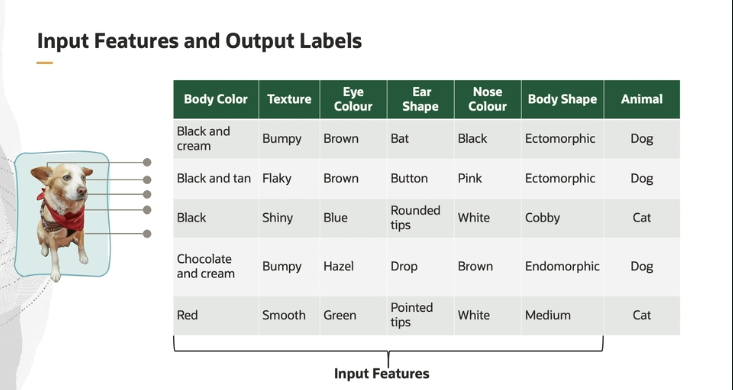 Input Features and Output Labels
Body Color Texture Eye Colour Ear Shape Nose Colour Body Shape Animal
Black and cream Bumpy Brown Bat Black Ectomorphic Dog
Black and tan Flaky Brown Button Pink Ectomorphic Dog
Black Shiny Blue Rounded tips White Cobby Cat
Chocolate and cream Bumpy Hazel Drop Brown Endomorphic Dog
Red Smooth Green Pointed tips White Medium Cat
Input Features